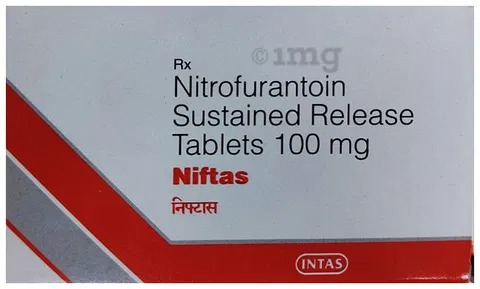 ©1mg
Rx
Nitrofurantoin
Sustained Release
Tablets 100 mg
Niftas
निफ्टास
INTAS